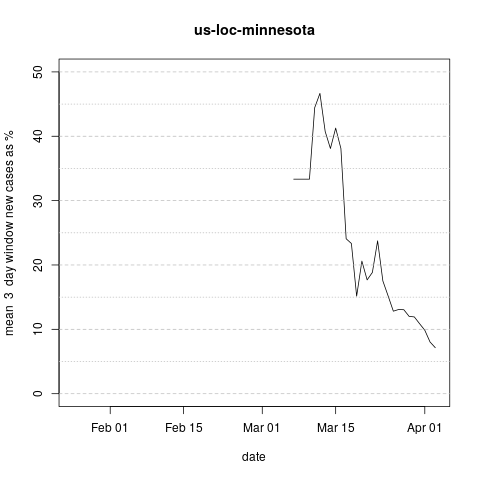 us-loc-minnesota
mean 3 day window new cases as %
50
40
30
20
10
0
Feb 01 Feb 15 Mar 01 Mar 15 Apr 01
date